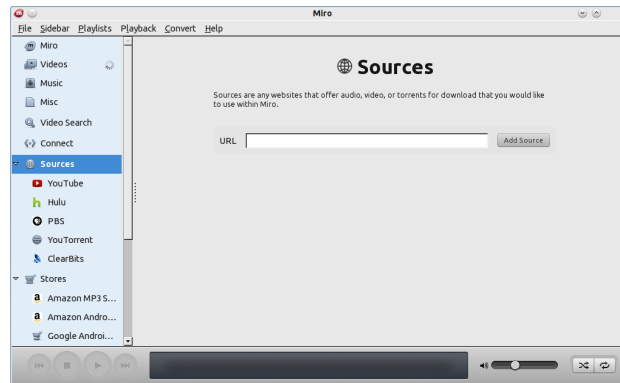 Miro
File Sidebar Playlists Playback Convert Help
Miro
Videos
Music
Misc
Video Search
Connect
Sources
YouTube
Hulu
PBS
YouTorrent
ClearBits
Stores
Amazon MP3 S...
Amazon Andro...
Google Androi...
Sources
Sources are any websites that offer audio, video, or torrents for download that you would like
to use within Miro.
URL
Add Source